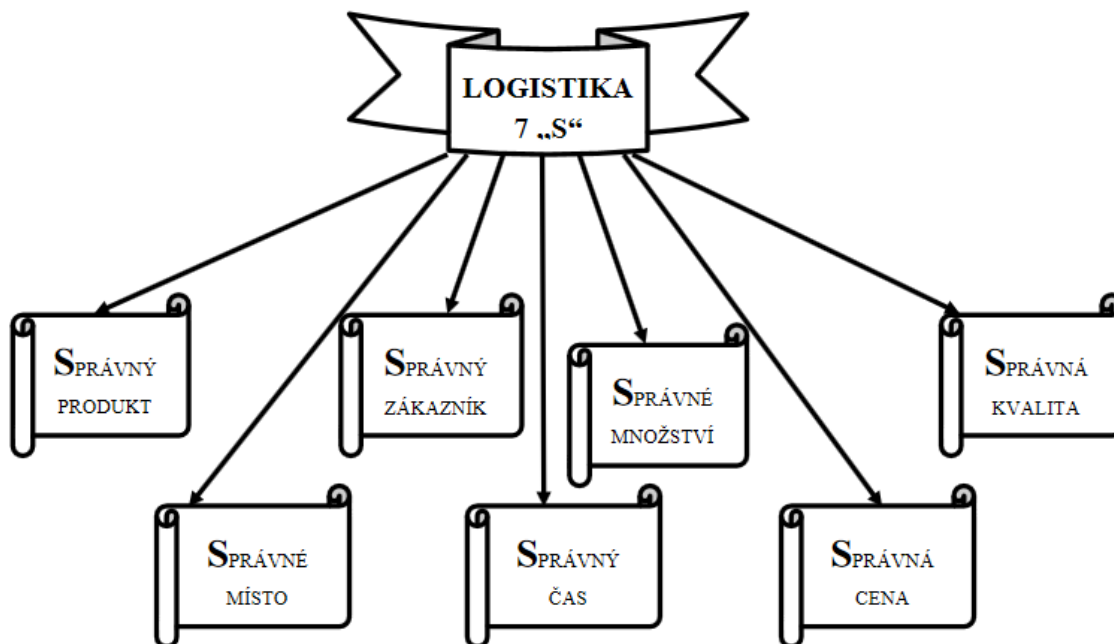 LOGISTIKA
7 „S“
SPRÁVNÝ
PRODUKT
SPRÁVNÝ
ZÁKAZNÍK
SPRÁVNÉ
MNOŽSTVÍ
SPRÁVNÁ
KVALITA
SPRÁVNÉ
MÍSTO
SPRÁVNÝ
ČAS
SPRÁVNÁ
CENA